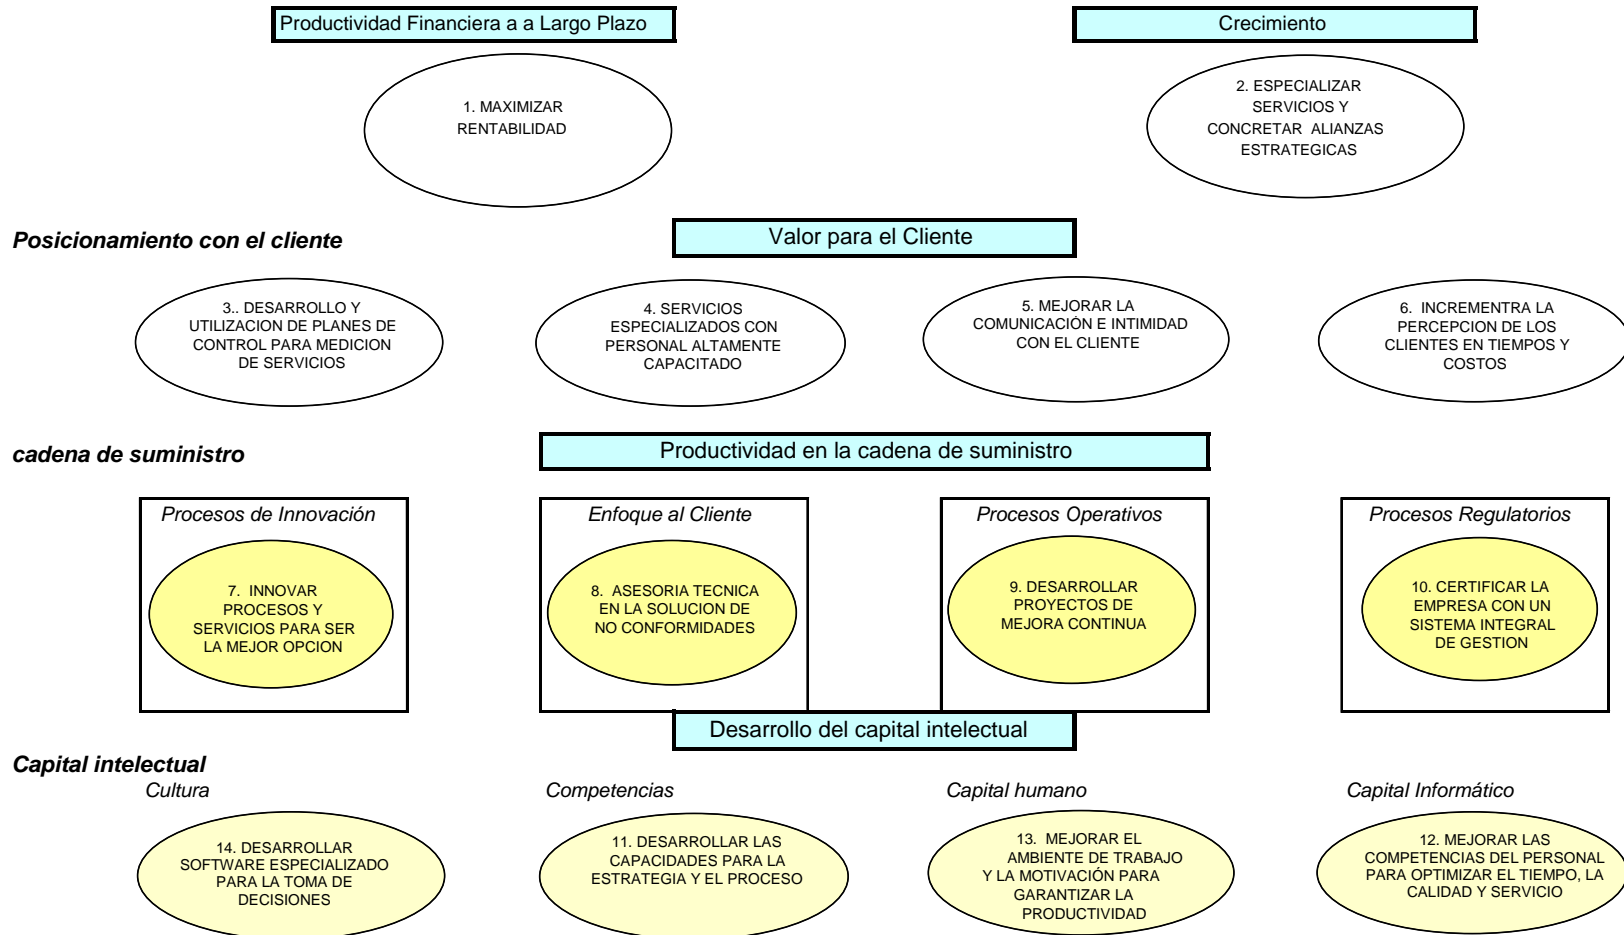 Productividad Financiera a a Largo Plazo
Crecimiento
1. MAXIMIZAR
RENTABILIDAD
2. ESPECIALIZAR
SERVICIOS Y
CONCRETAR ALIANZAS
ESTRATEGICAS
Posicionamiento con el cliente
Valor para el Cliente
3.. DESARROLLO Y
UTILIZACION DE PLANES DE
CONTROL PARA MEDICION
DE SERVICIOS
4. SERVICIOS
ESPECIALIZADOS CON
PERSONAL ALTAMENTE
CAPACITADO
5. MEJORAR LA
COMUNICACIÓN E INTIMIDAD
CON EL CLIENTE
6. INCREMENTRA LA
PERCEPCION DE LOS
CLIENTES EN TIEMPOS Y
COSTOS
cadena de suministro
Productividad en la cadena de suministro
Procesos de Innovación
7. INNOVAR
PROCESOS Y
SERVICIOS PARA SER
LA MEJOR OPCION
Enfoque al Cliente
8. ASESORIA TECNICA
EN LA SOLUCION DE
NO CONFORMIDADES
Procesos Operativos
9. DESARROLLAR
PROYECTOS DE
MEJORA CONTINUA
Procesos Regulatorios
10. CERTIFICAR LA
EMPRESA CON UN
SISTEMA INTEGRAL
DE GESTION
Desarrollo del capital intelectual
Capital intelectual
Cultura
14. DESARROLLAR
SOFTWARE ESPECIALIZADO
PARA LA TOMA DE
DECISIONES
Competencias
11. DESARROLLAR LAS
CAPACIDADES PARA LA
ESTRATEGIA Y EL PROCESO
Capital humano
13. MEJORAR EL
AMBIENTE DE TRABAJO
Y LA MOTIVACIÓN PARA
GARANTIZAR LA
PRODUCTIVIDAD
Capital Informático
12. MEJORAR LAS
COMPETENCIAS DEL PERSONAL
PARA OPTIMIZAR EL TIEMPO, LA
CALIDAD Y SERVICIO